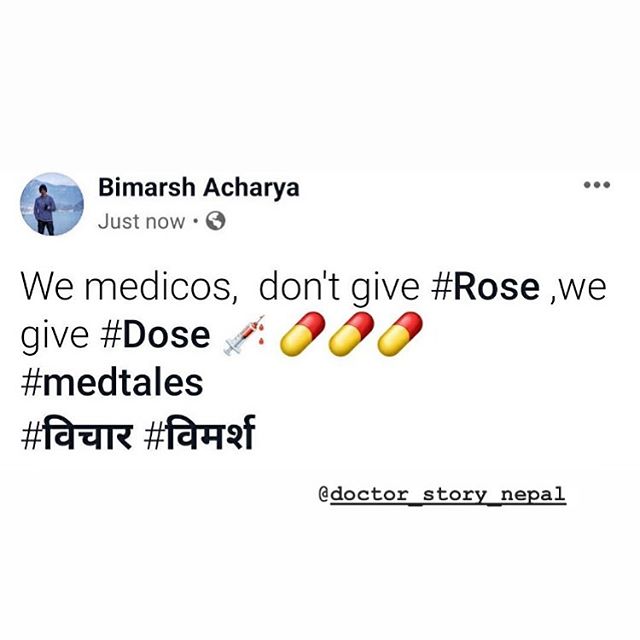 Bimarsh Acharya
Just now •
We medicos, don't give #Rose ,we
give #Dose 💉💊💊💊
#medtales
#विचार #विमर्श
@doctor_story_nepal